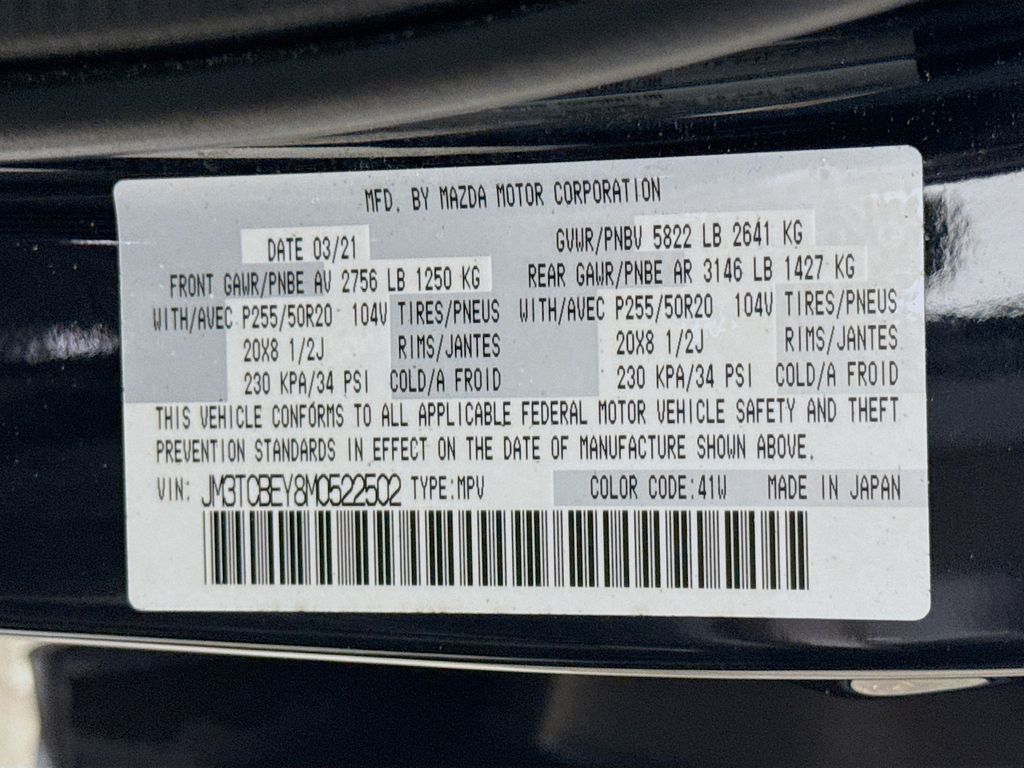 MFD. BY MAZDA MOTOR CORPORATION
DATE 03/21 GVWR/PNBV 5822 LB 2641 KG
FRONT GAWR/PNBE AV 2756 LB 1250 KG REAR GAWR/PNBE AR 3146 LB 1427 KG
WITH/AVEC P255/50R20 104V TIRES/PNEUS WITH/AVEC P255/50R20 104V TIRES/PNEUS
20X8 1/2J RIMS/JANTES 20X8 1/2J RIMS/JANTES
230 KPA/34 PSI COLD/A FROID 230 KPA/34 PSI COLD/A FROID
THIS VEHICLE CONFORMS TO ALL APPLICABLE FEDERAL MOTOR VEHICLE SAFETY AND THEFT
PREVENTION STANDARDS IN EFFECT ON THE DATE OF MANUFACTURE SHOWN ABOVE.
VIN: JM3TCBEY8M0522502 TYPE:MPV COLOR CODE:41W MADE IN JAPAN